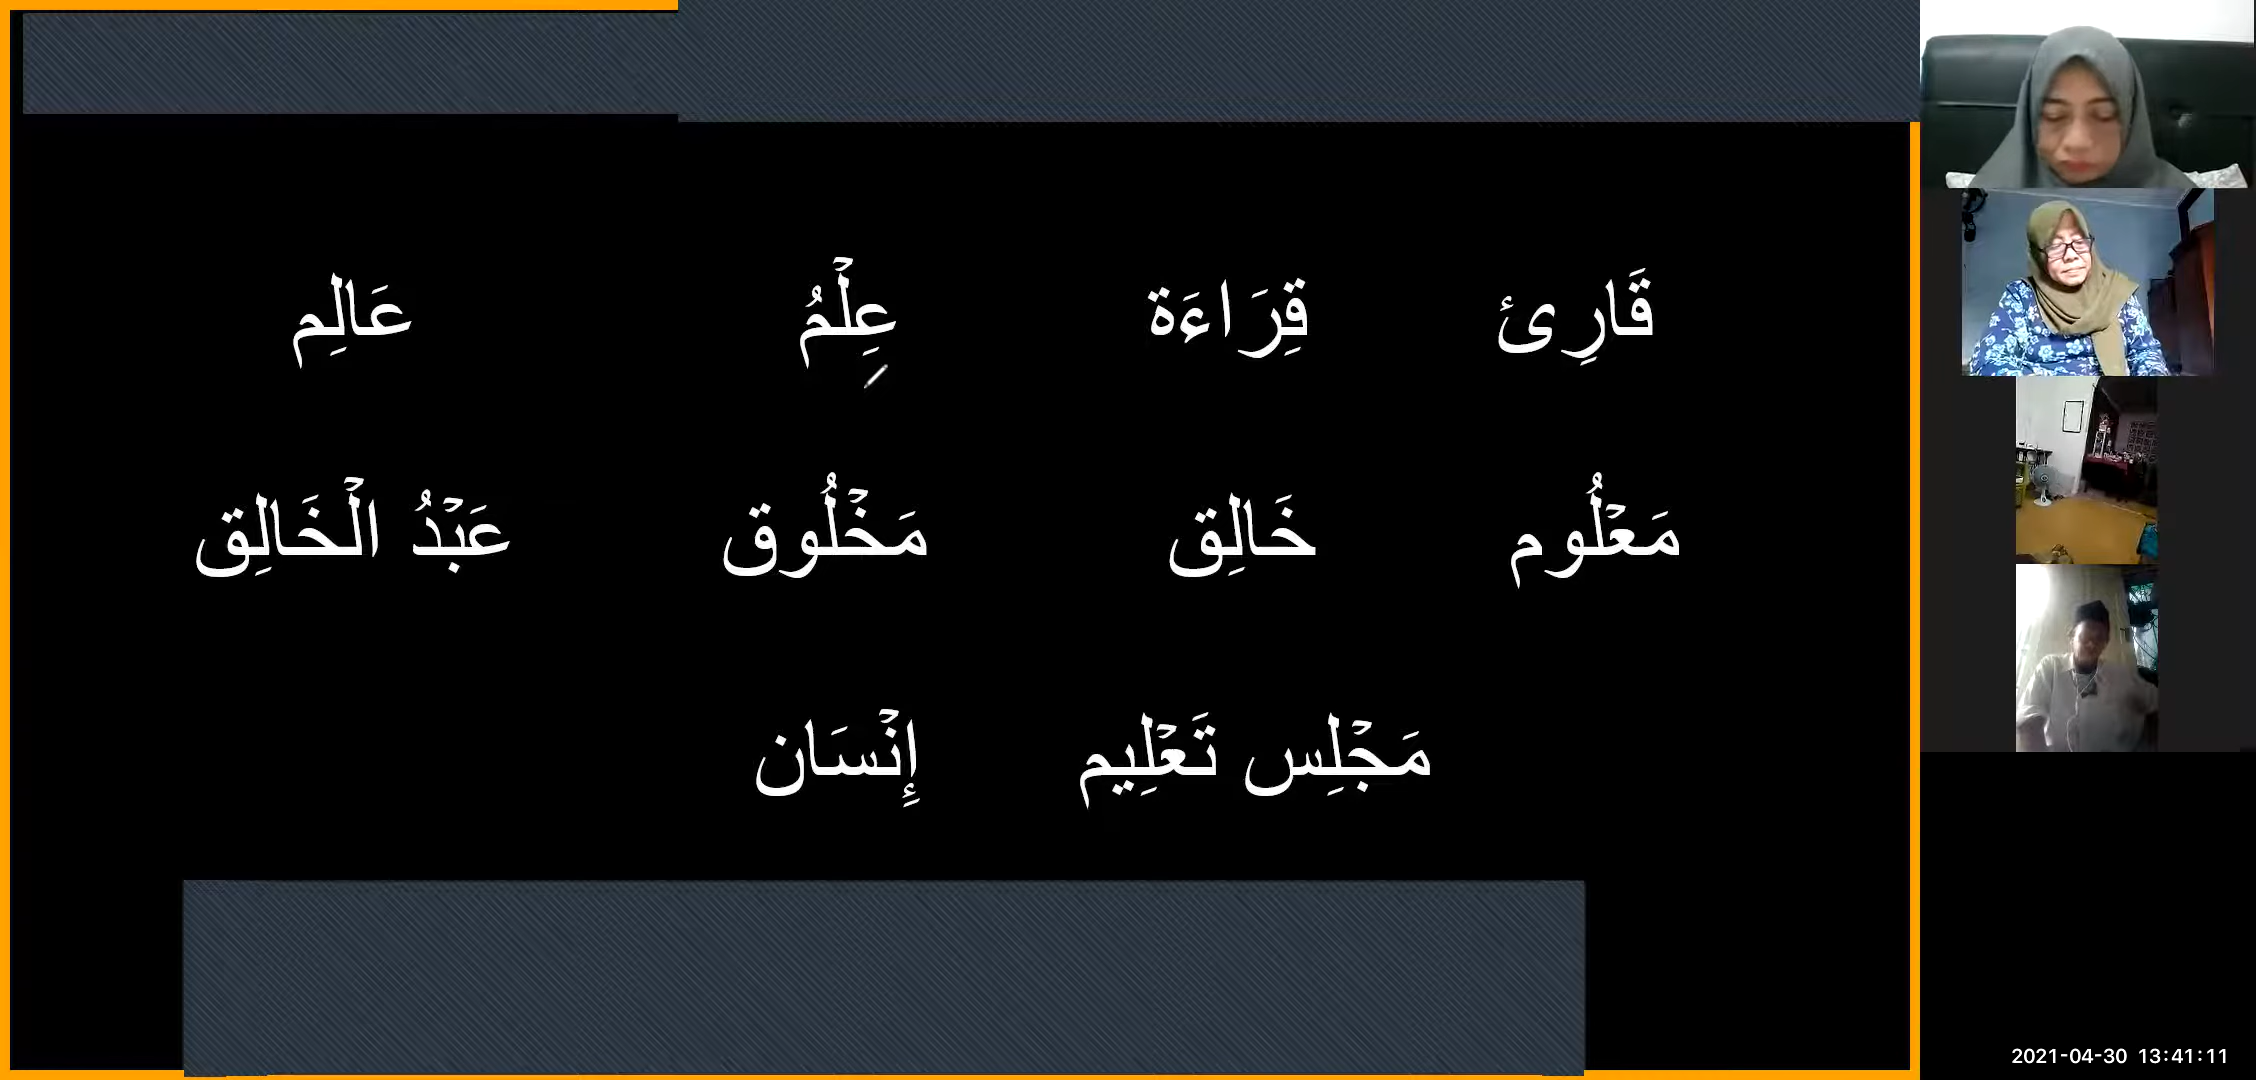 قَارِئ قِرَاءَة عِلْمُ عَالِم
مَعْلُوم خَالِق مَخْلُوق عَبْدُ الْخَالِق
مَجْلِس تَعْلِيم إِنْسَان
2021-04-30 13:41:11